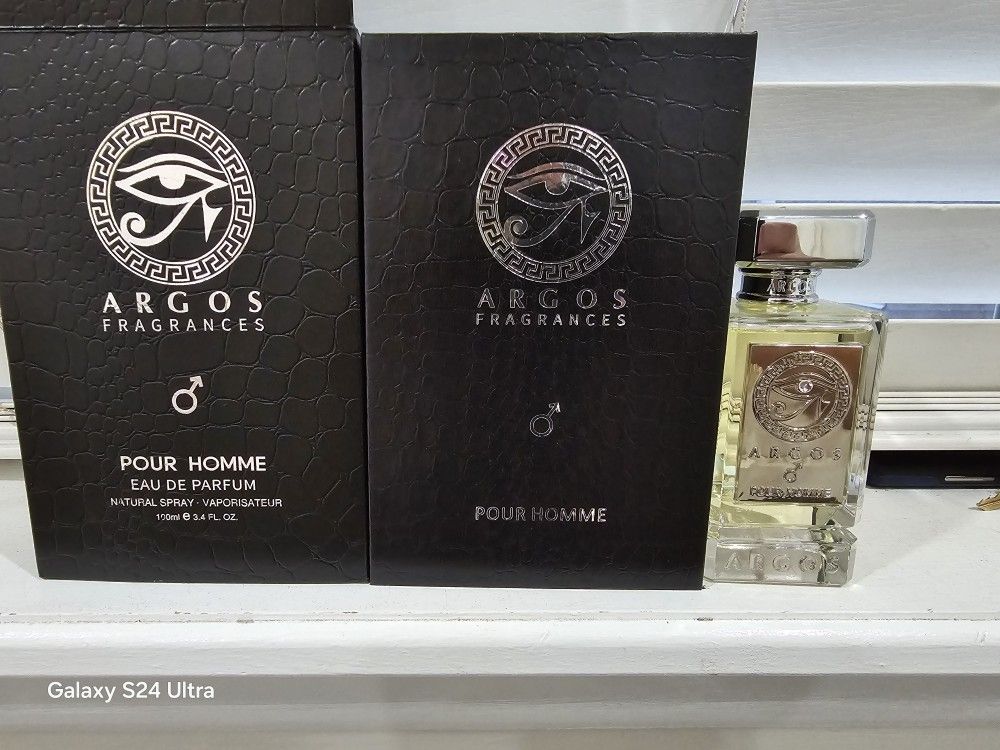 ARGOS
FRAGRANCES
POUR HOMME
EAU DE PARFUM
NATURAL SPRAY · VAPORISATEUR
100ml e 3.4 FL. OZ.
ARGOS
FRAGRANCES
POUR HOMME
ARGOS
ARGOS
POUR HOMME
ARGOS
Galaxy S24 Ultra